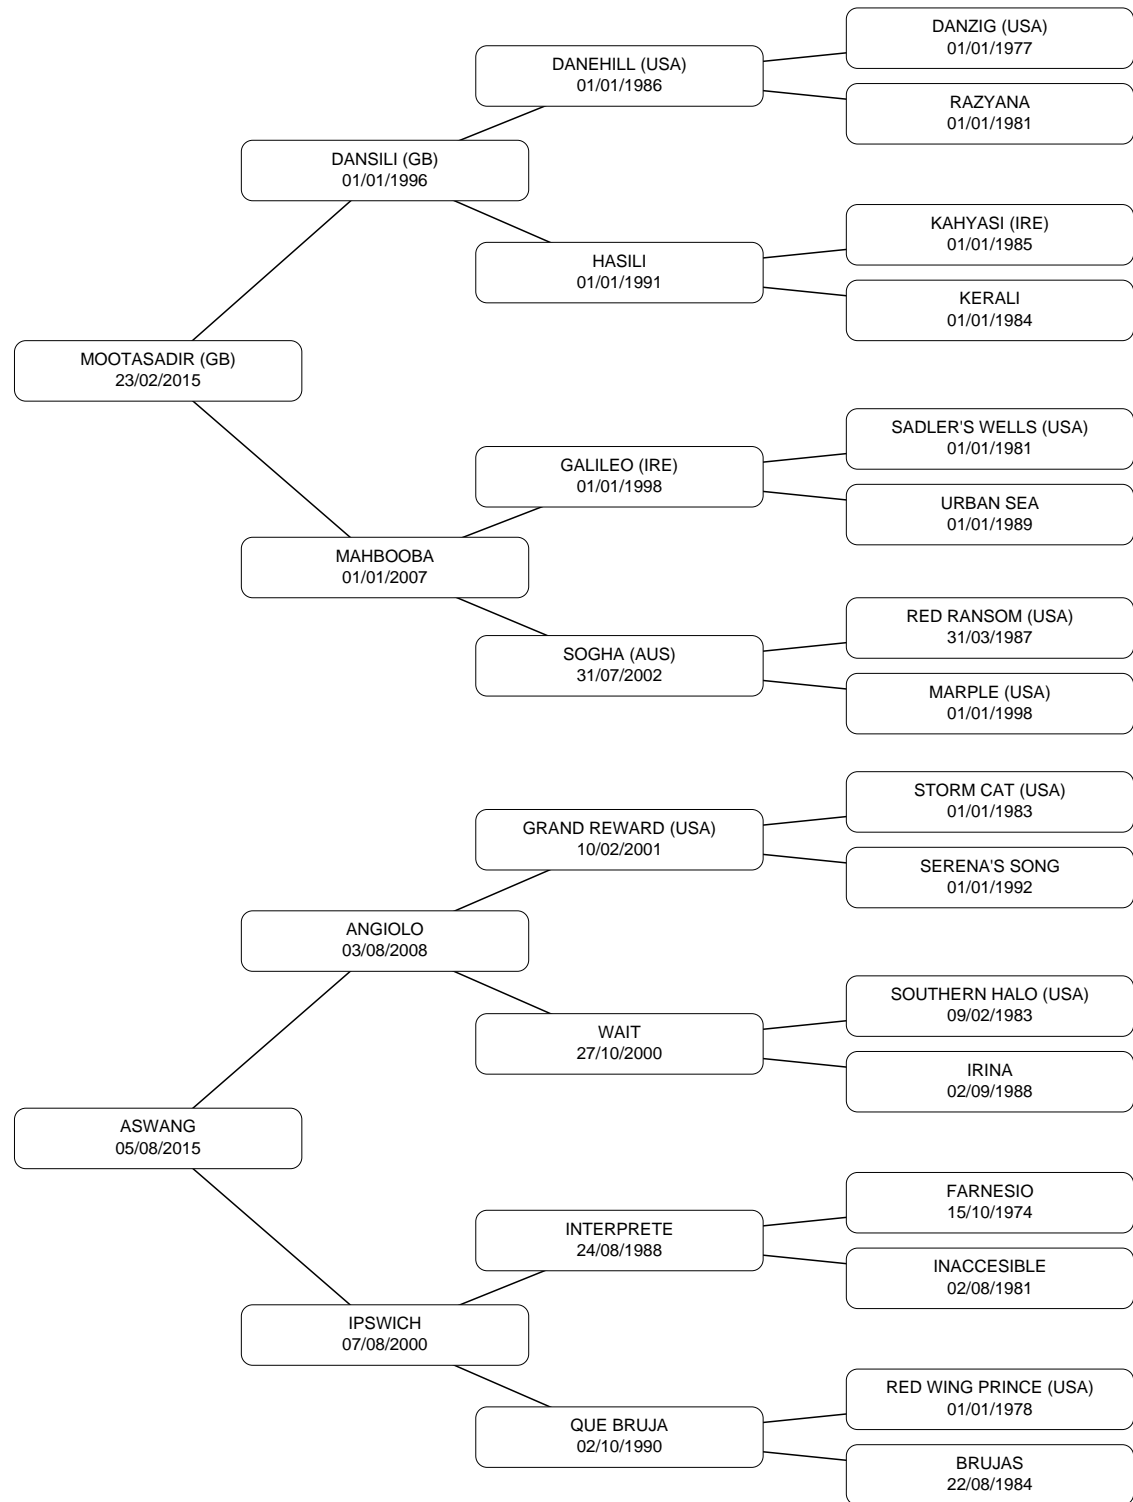 DANZIG (USA)
01/01/1977
DANEHILL (USA)
01/01/1986
RAZYANA
01/01/1981
DANSILI (GB)
01/01/1996
KAHYASI (IRE)
01/01/1985
HASILI
01/01/1991
KERALI
01/01/1984
MOOTASADIR (GB)
23/02/2015
SADLER'S WELLS (USA)
01/01/1981
GALILEO (IRE)
01/01/1998
URBAN SEA
01/01/1989
MAHBOOBA
01/01/2007
RED RANSOM (USA)
31/03/1987
SOGHA (AUS)
31/07/2002
MARPLE (USA)
01/01/1998
STORM CAT (USA)
01/01/1983
GRAND REWARD (USA)
10/02/2001
SERENA'S SONG
01/01/1992
ANGIOLO
03/08/2008
SOUTHERN HALO (USA)
09/02/1983
WAIT
27/10/2000
IRINA
02/09/1988
ASWANG
05/08/2015
FARNESIO
15/10/1974
INTERPRETE
24/08/1988
INACCESIBLE
02/08/1981
IPSWICH
07/08/2000
RED WING PRINCE (USA)
01/01/1978
QUE BRUJA
02/10/1990
BRUJAS
22/08/1984